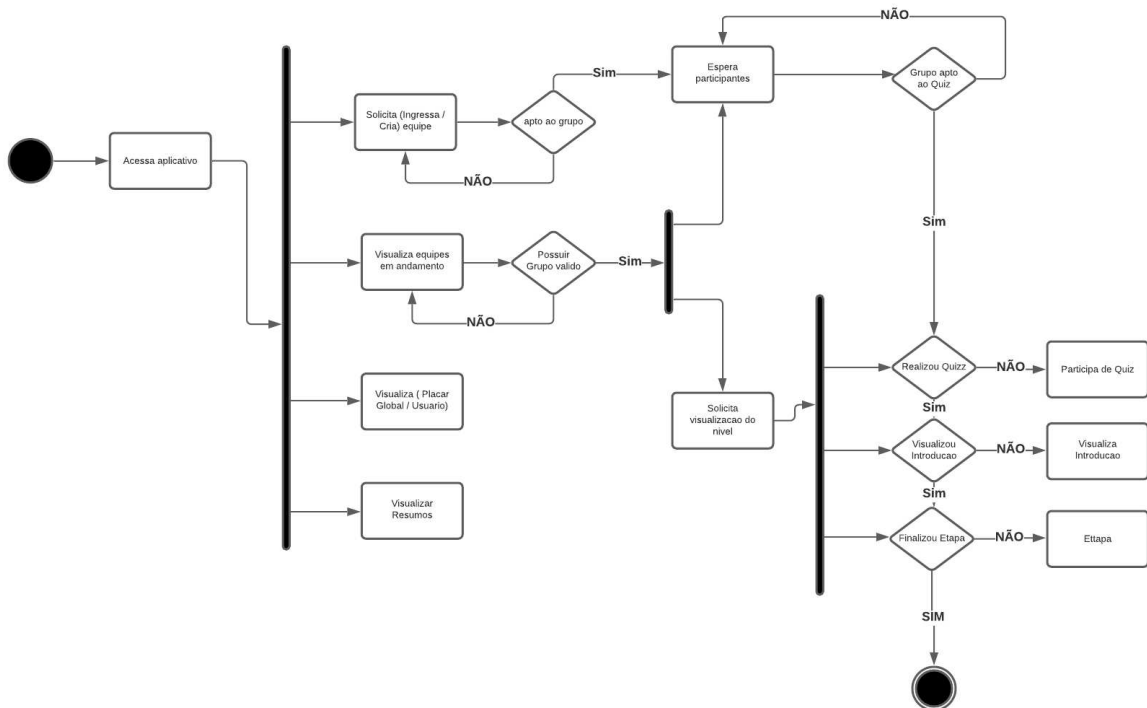 NÃO
Espera
participantes
Grupo apto
ao Quiz
Sim
Solicita (Ingressa /
Cria) equipe
apto ao grupo
NÃO
Acessa aplicativo
Sim
Visualiza equipes
em andamento
Possuir
Grupo valido
Sim
NÃO
Realizou Quizz
NÃO
Participa de Quiz
Visualiza ( Placar
Global / Usuario)
Solicita
visualizacao do
nivel
Sim
Visualizou
Introducao
NÃO
Visualiza
Introducao
Sim
Visualizar
Resumos
Finalizou Etapa
NÃO
Ettapa
SIM